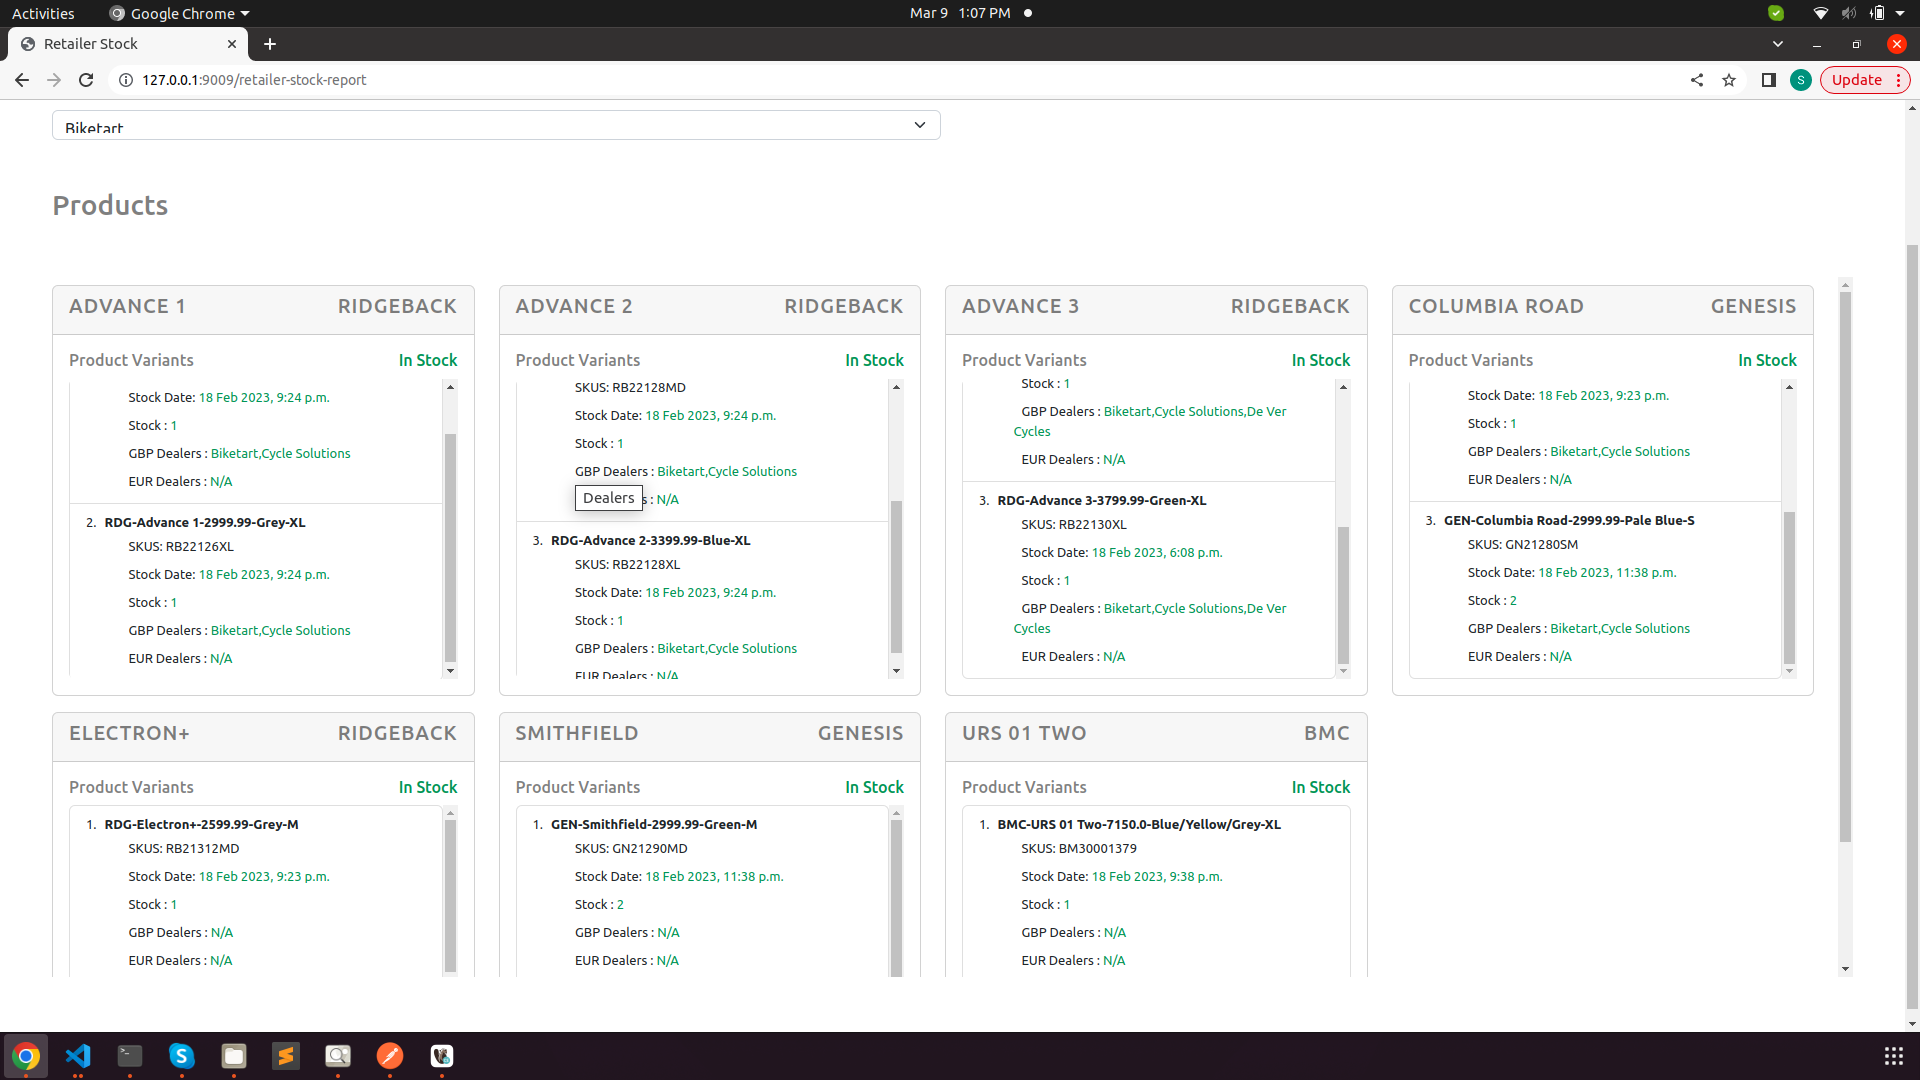 Activities
Google Chrome
Mar 9 1:07 PM
Retailer Stock
127.0.0.1:9009/retailer-stock-report
S
Update
Biketart
Products
ADVANCE 1 RIDGEBACK
Product Variants In Stock
Stock Date: 18 Feb 2023, 9:24 p.m.
Stock : 1
GBP Dealers : Biketart,Cycle Solutions
EUR Dealers : N/A
2. RDG-Advance 1-2999.99-Grey-XL
SKUS: RB22126XL
Stock Date: 18 Feb 2023, 9:24 p.m.
Stock : 1
GBP Dealers : Biketart,Cycle Solutions
EUR Dealers : N/A
ADVANCE 2 RIDGEBACK
Product Variants In Stock
SKUS: RB22128MD
Stock Date: 18 Feb 2023, 9:24 p.m.
Stock : 1
GBP Dealers : Biketart,Cycle Solutions
Dealers s : N/A
3. RDG-Advance 2-3399.99-Blue-XL
SKUS: RB22128XL
Stock Date: 18 Feb 2023, 9:24 p.m.
Stock : 1
GBP Dealers : Biketart,Cycle Solutions
EUR Dealers : N/A
ADVANCE 3 RIDGEBACK
Product Variants In Stock
Stock : 1
GBP Dealers : Biketart,Cycle Solutions,De Ver
Cycles
EUR Dealers : N/A
3. RDG-Advance 3-3799.99-Green-XL
SKUS: RB22130XL
Stock Date: 18 Feb 2023, 6:08 p.m.
Stock : 1
GBP Dealers : Biketart,Cycle Solutions,De Ver
Cycles
EUR Dealers : N/A
COLUMBIA ROAD GENESIS
Product Variants In Stock
Stock Date: 18 Feb 2023, 9:23 p.m.
Stock : 1
GBP Dealers : Biketart,Cycle Solutions
EUR Dealers : N/A
3. GEN-Columbia Road-2999.99-Pale Blue-S
SKUS: GN21280SM
Stock Date: 18 Feb 2023, 11:38 p.m.
Stock : 2
GBP Dealers : Biketart,Cycle Solutions
EUR Dealers : N/A
ELECTRON+ RIDGEBACK
Product Variants In Stock
1. RDG-Electron+-2599.99-Grey-M
SKUS: RB21312MD
Stock Date: 18 Feb 2023, 9:23 p.m.
Stock : 1
GBP Dealers : N/A
EUR Dealers : N/A
SMITHFIELD GENESIS
Product Variants In Stock
1. GEN-Smithfield-2999.99-Green-M
SKUS: GN21290MD
Stock Date: 18 Feb 2023, 11:38 p.m.
Stock : 2
GBP Dealers : N/A
EUR Dealers : N/A
URS 01 TWO BMC
Product Variants In Stock
1. BMC-URS 01 Two-7150.0-Blue/Yellow/Grey-XL
SKUS: BM30001379
Stock Date: 18 Feb 2023, 9:38 p.m.
Stock : 1
GBP Dealers : N/A
EUR Dealers : N/A